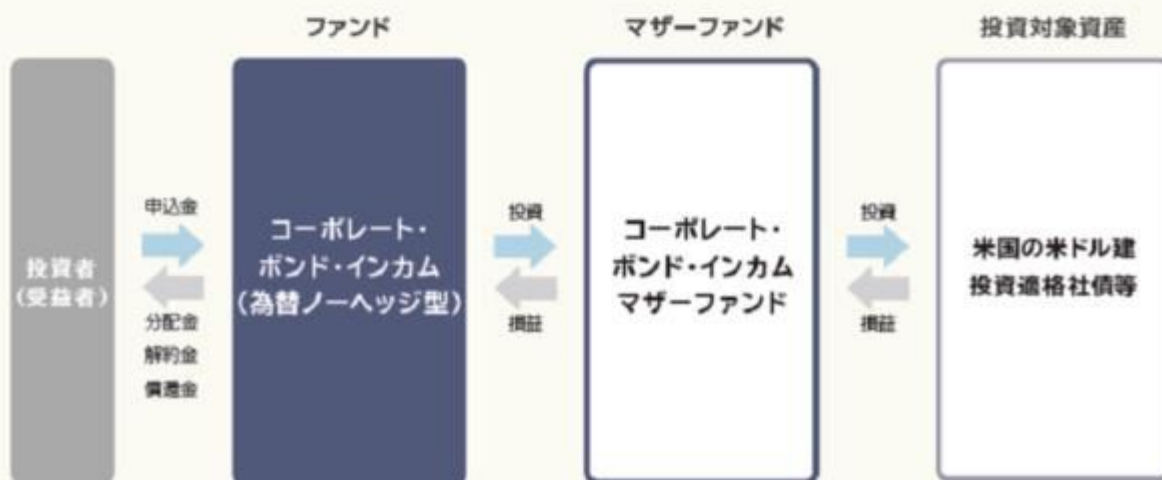 ファンド
マザーファンド
投資対象資産
投資者
(受益者)
申込金
分配金
解約金
償還金
コーポレート・
ボンド・インカム
(為替ノーヘッジ型)
投資
損益
コーポレート・
ボンド・インカム
マザーファンド
投資
損益
米国の米ドル建
投資適格社債等